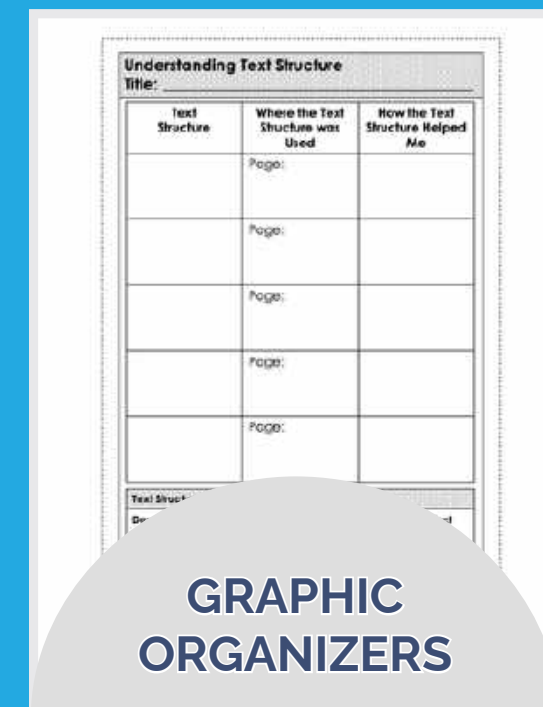 Understanding Text Structure
Title:
Text
Structure
Where the Text
Structure was
Used
How the Text
Structure Helped
Me
Page:
Page:
Page:
Page:
Page:
Text
GRAPHIC
ORGANIZERS